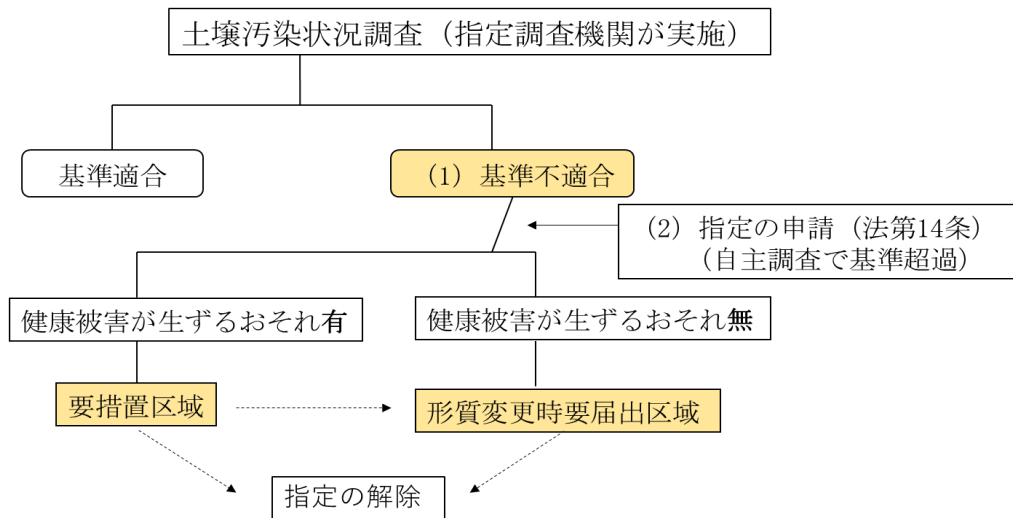 土壌汚染状況調査（指定調査機関が実施）
基準適合
（1）基準不適合
（2）指定の申請（法第14条）
（自主調査で基準超過）
健康被害が生ずるおそれ有
健康被害が生ずるおそれ無
要措置区域
形質変更時要届出区域
指定の解除